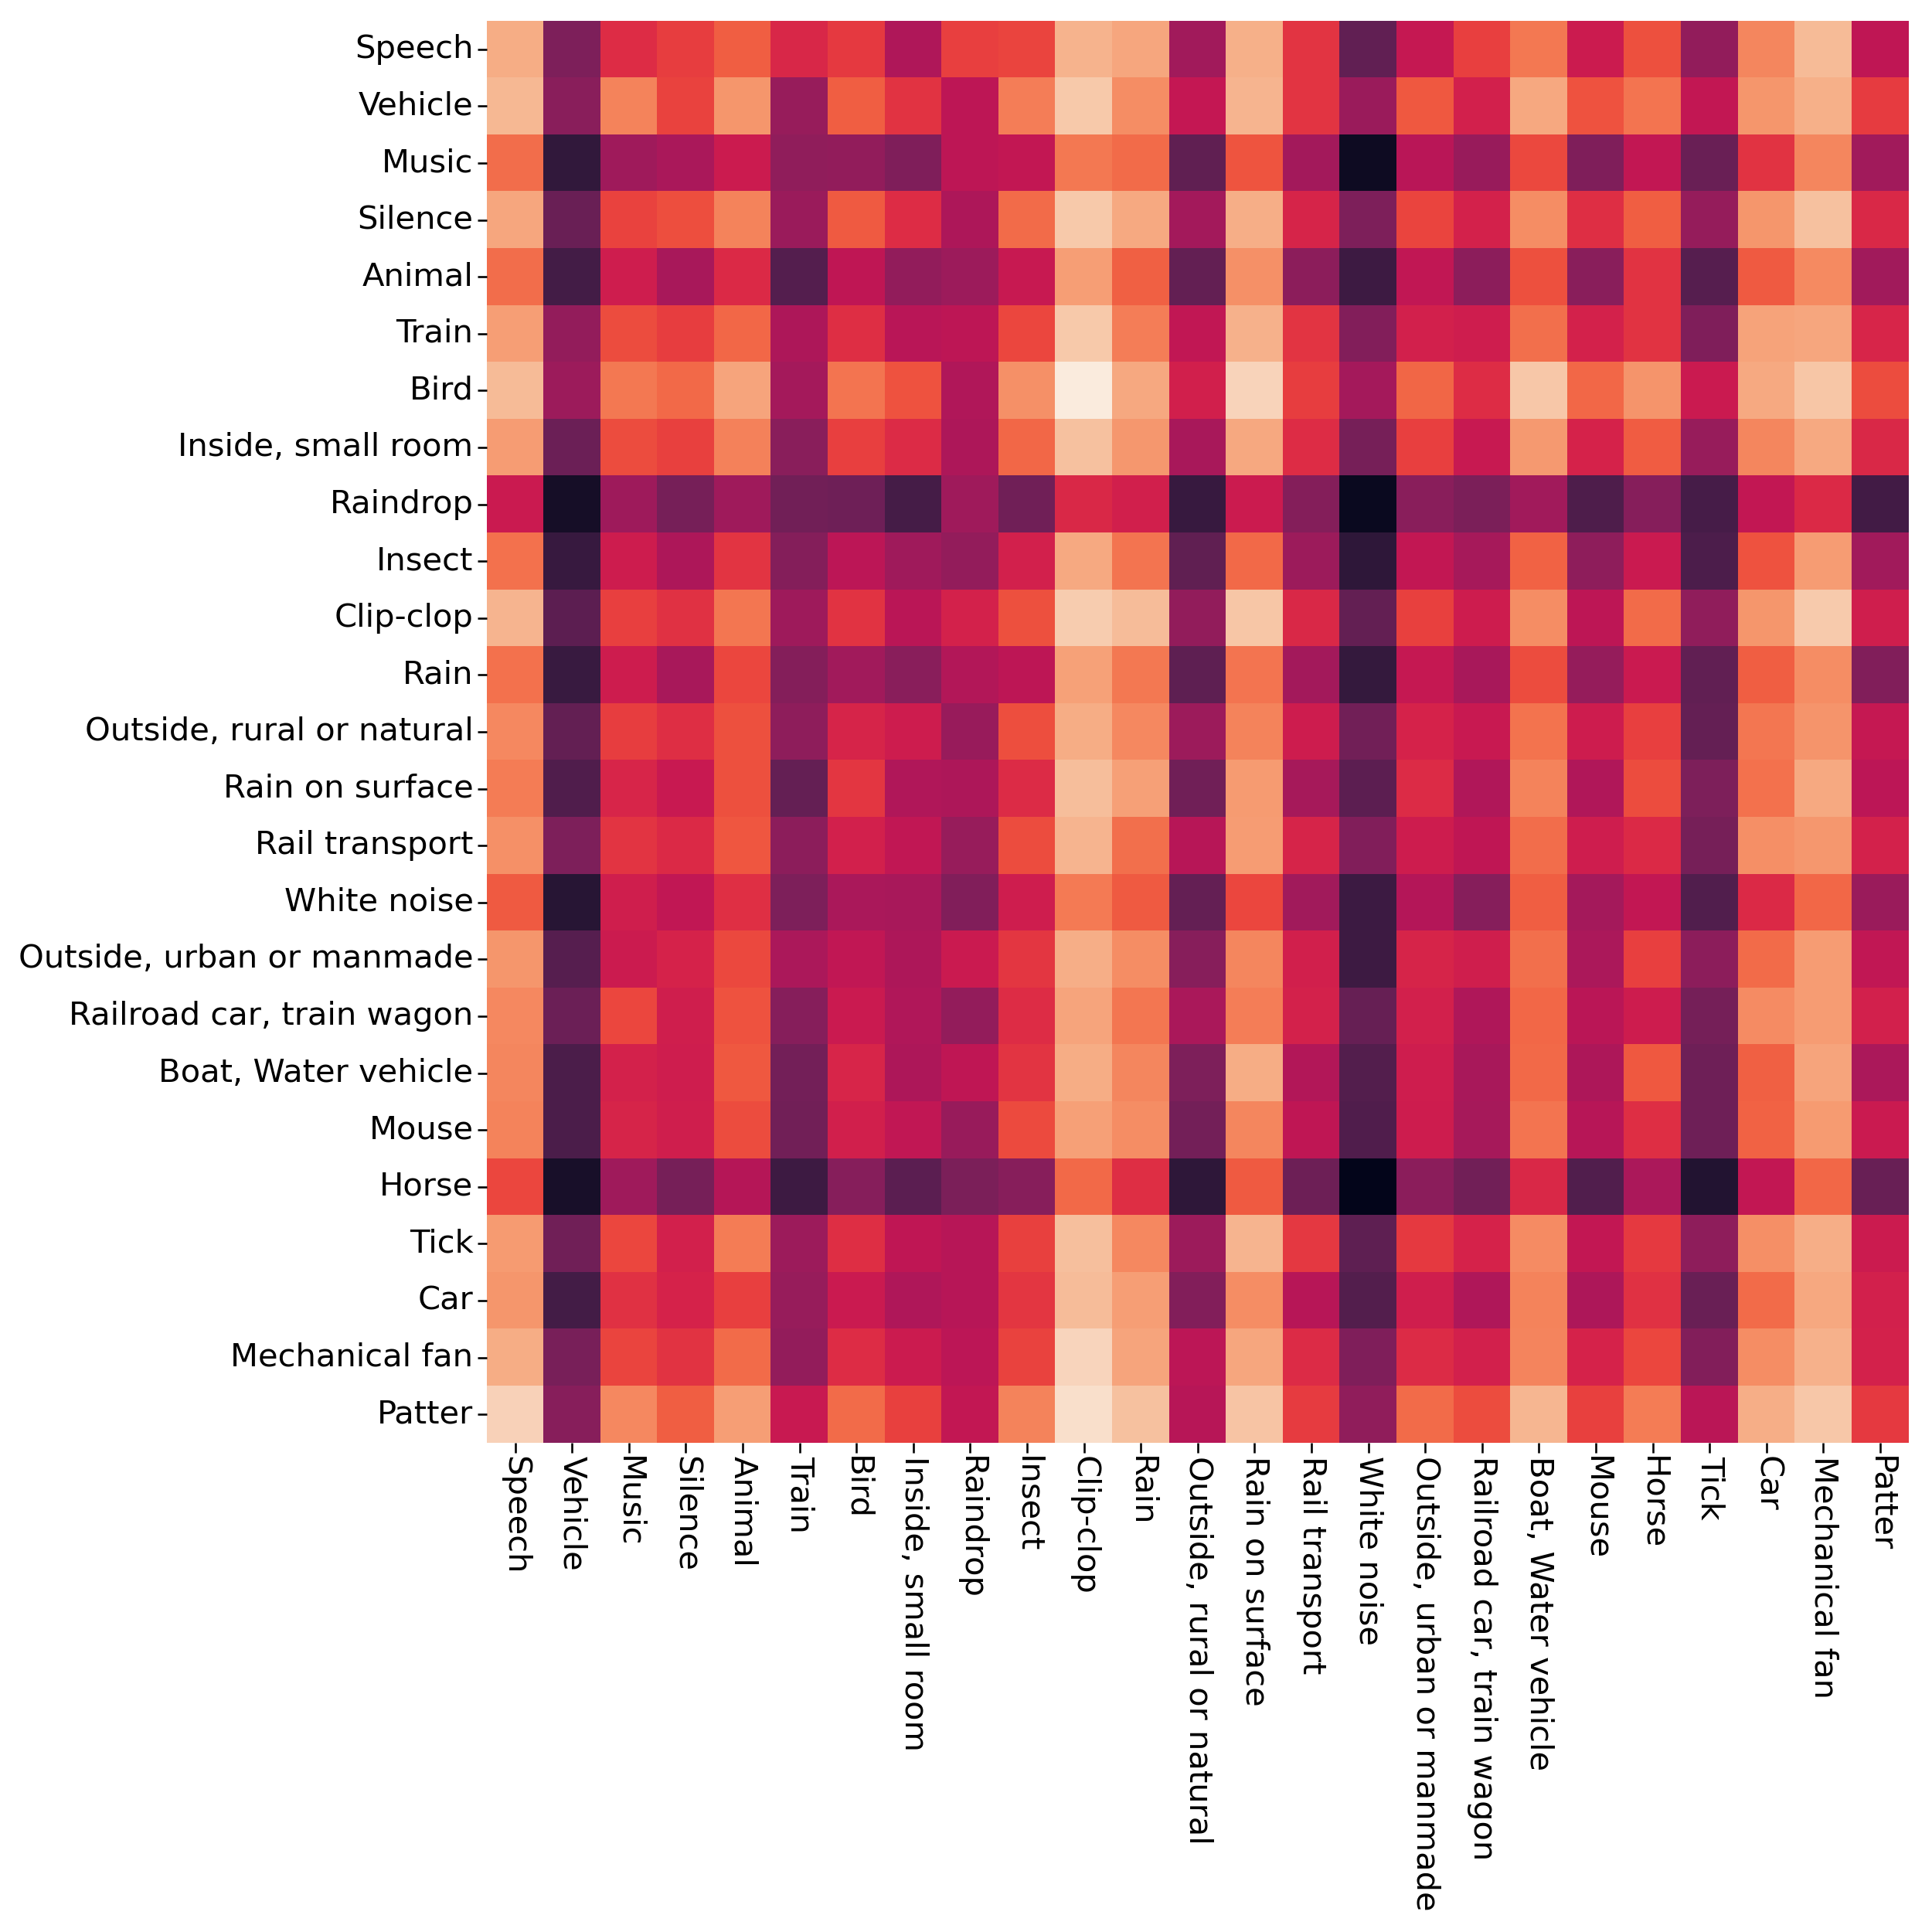 Speech
Vehicle
Music
Silence
Animal
Train
Bird
Inside, small room
Raindrop
Insect
Clip-clop
Rain
Outside, rural or natural
Rain on surface
Rail transport
White noise
Outside, urban or manmade
Railroad car, train wagon
Boat, Water vehicle
Mouse
Horse
Tick
Car
Mechanical fan
Patter
Speech
Vehicle
Music
Silence
Animal
Train
Bird
Inside, small room
Raindrop
Insect
Clip-clop
Rain
Outside, rural or natural
Rain on surface
Rail transport
White noise
Outside, urban or manmade
Railroad car, train wagon
Boat, Water vehicle
Mouse
Horse
Tick
Car
Mechanical fan
Patter